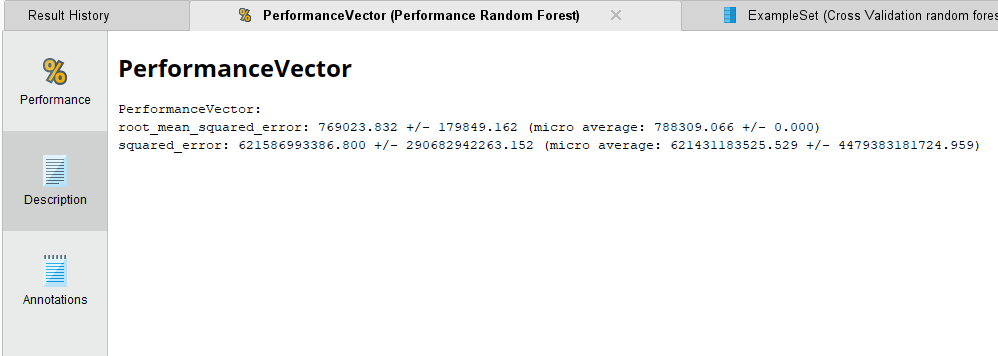 Result History
PerformanceVector (Performance Random Forest)
ExampleSet (Cross Validation random fores
Performance
Description
Annotations
PerformanceVector
PerformanceVector:
root_mean_squared_error: 769023.832 +/- 179849.162 (micro average: 788309.066 +/- 0.000)
squared_error: 621586993386.800 +/- 290682942263.152 (micro average: 621431183525.529 +/- 4479383181724.959)